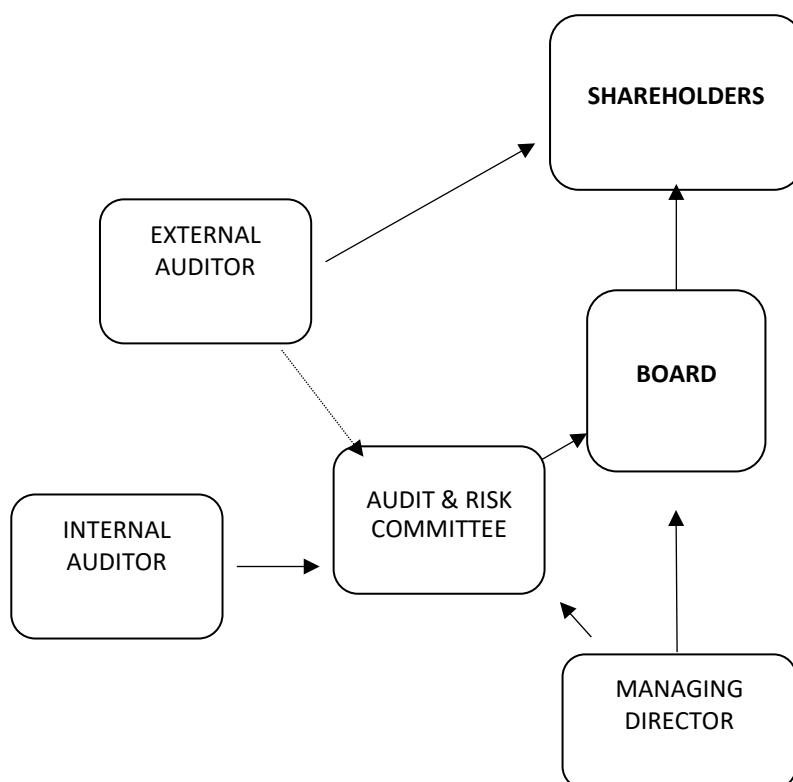 SHAREHOLDERS
EXTERNAL
AUDITOR
BOARD
AUDIT & RISK
COMMITTEE
INTERNAL
AUDITOR
MANAGING
DIRECTOR